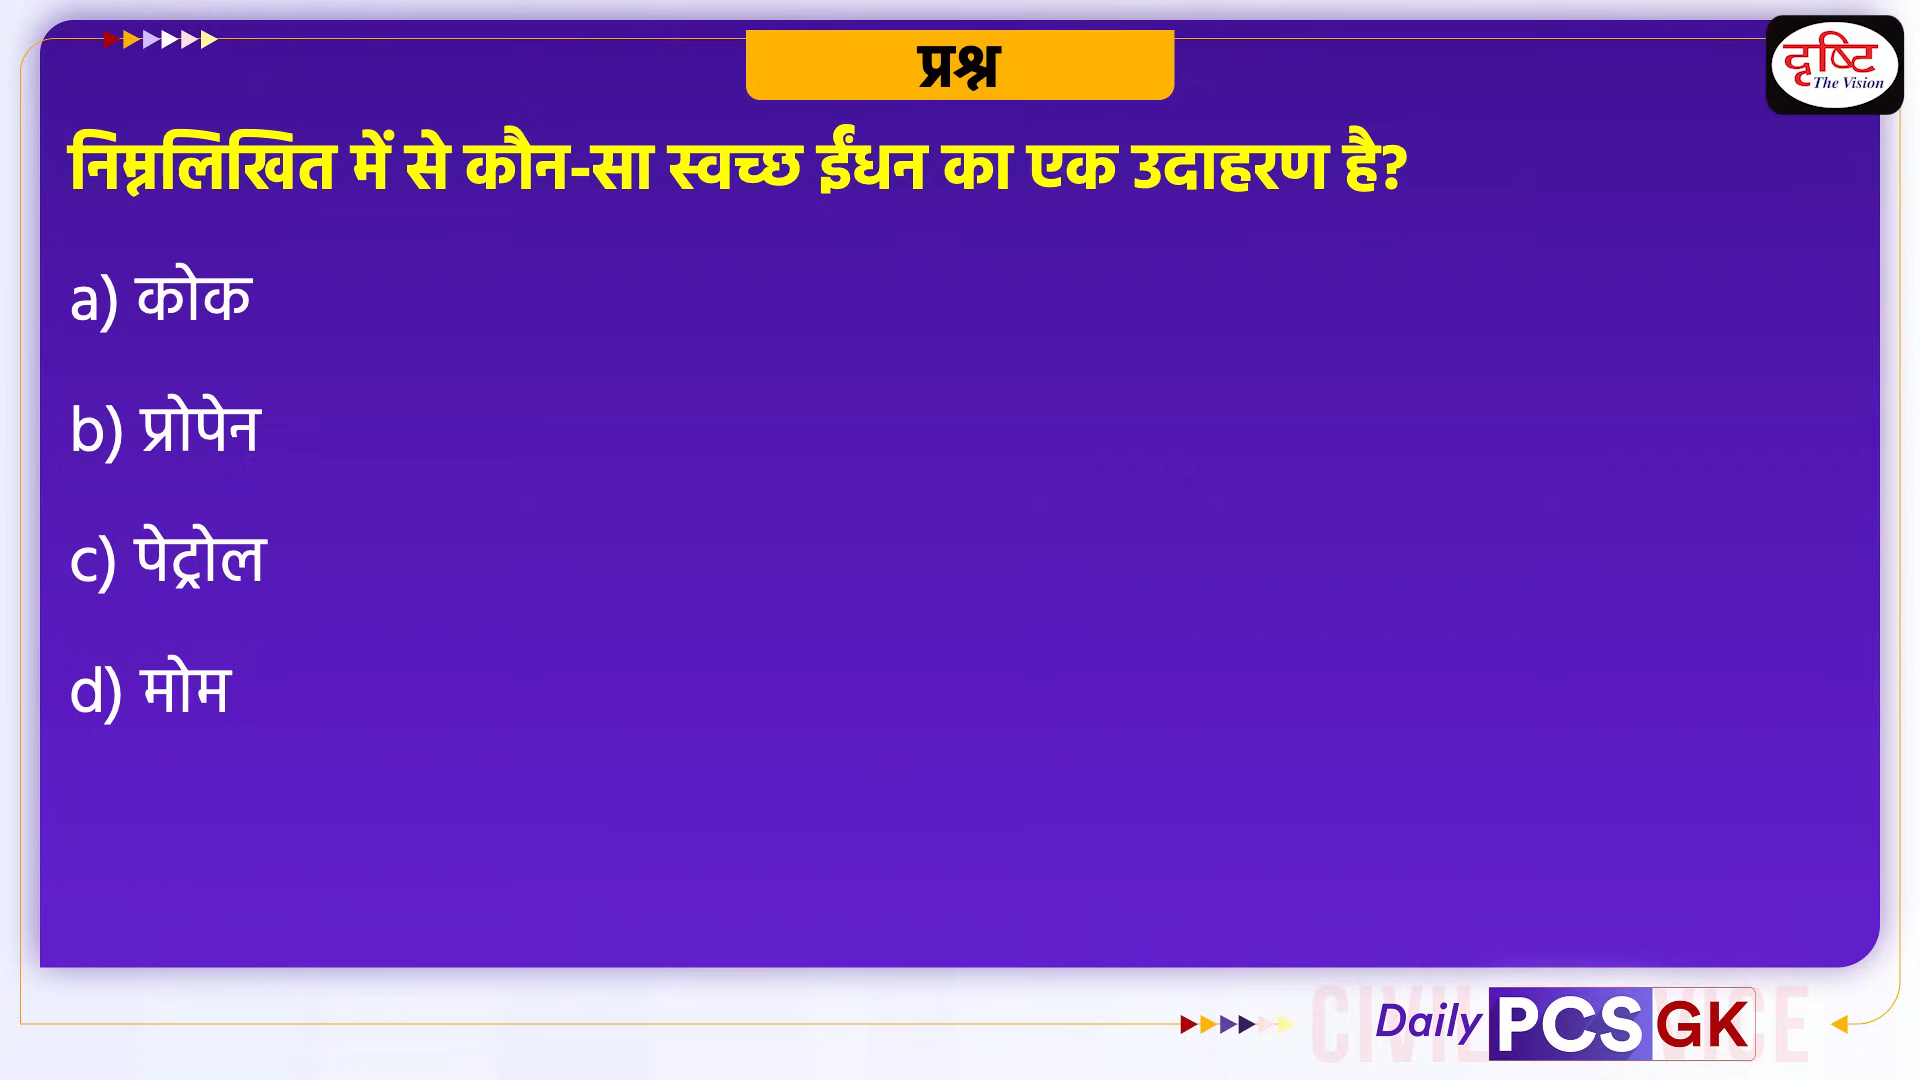 प्रश्न
दृष्टि
The Vision
निम्नलिखित में से कौन-सा स्वच्छ ईंधन का एक उदाहरण है?
a) कोक
b) प्रोपेन
c) पेट्रोल
d) मोम
Daily PCS GK